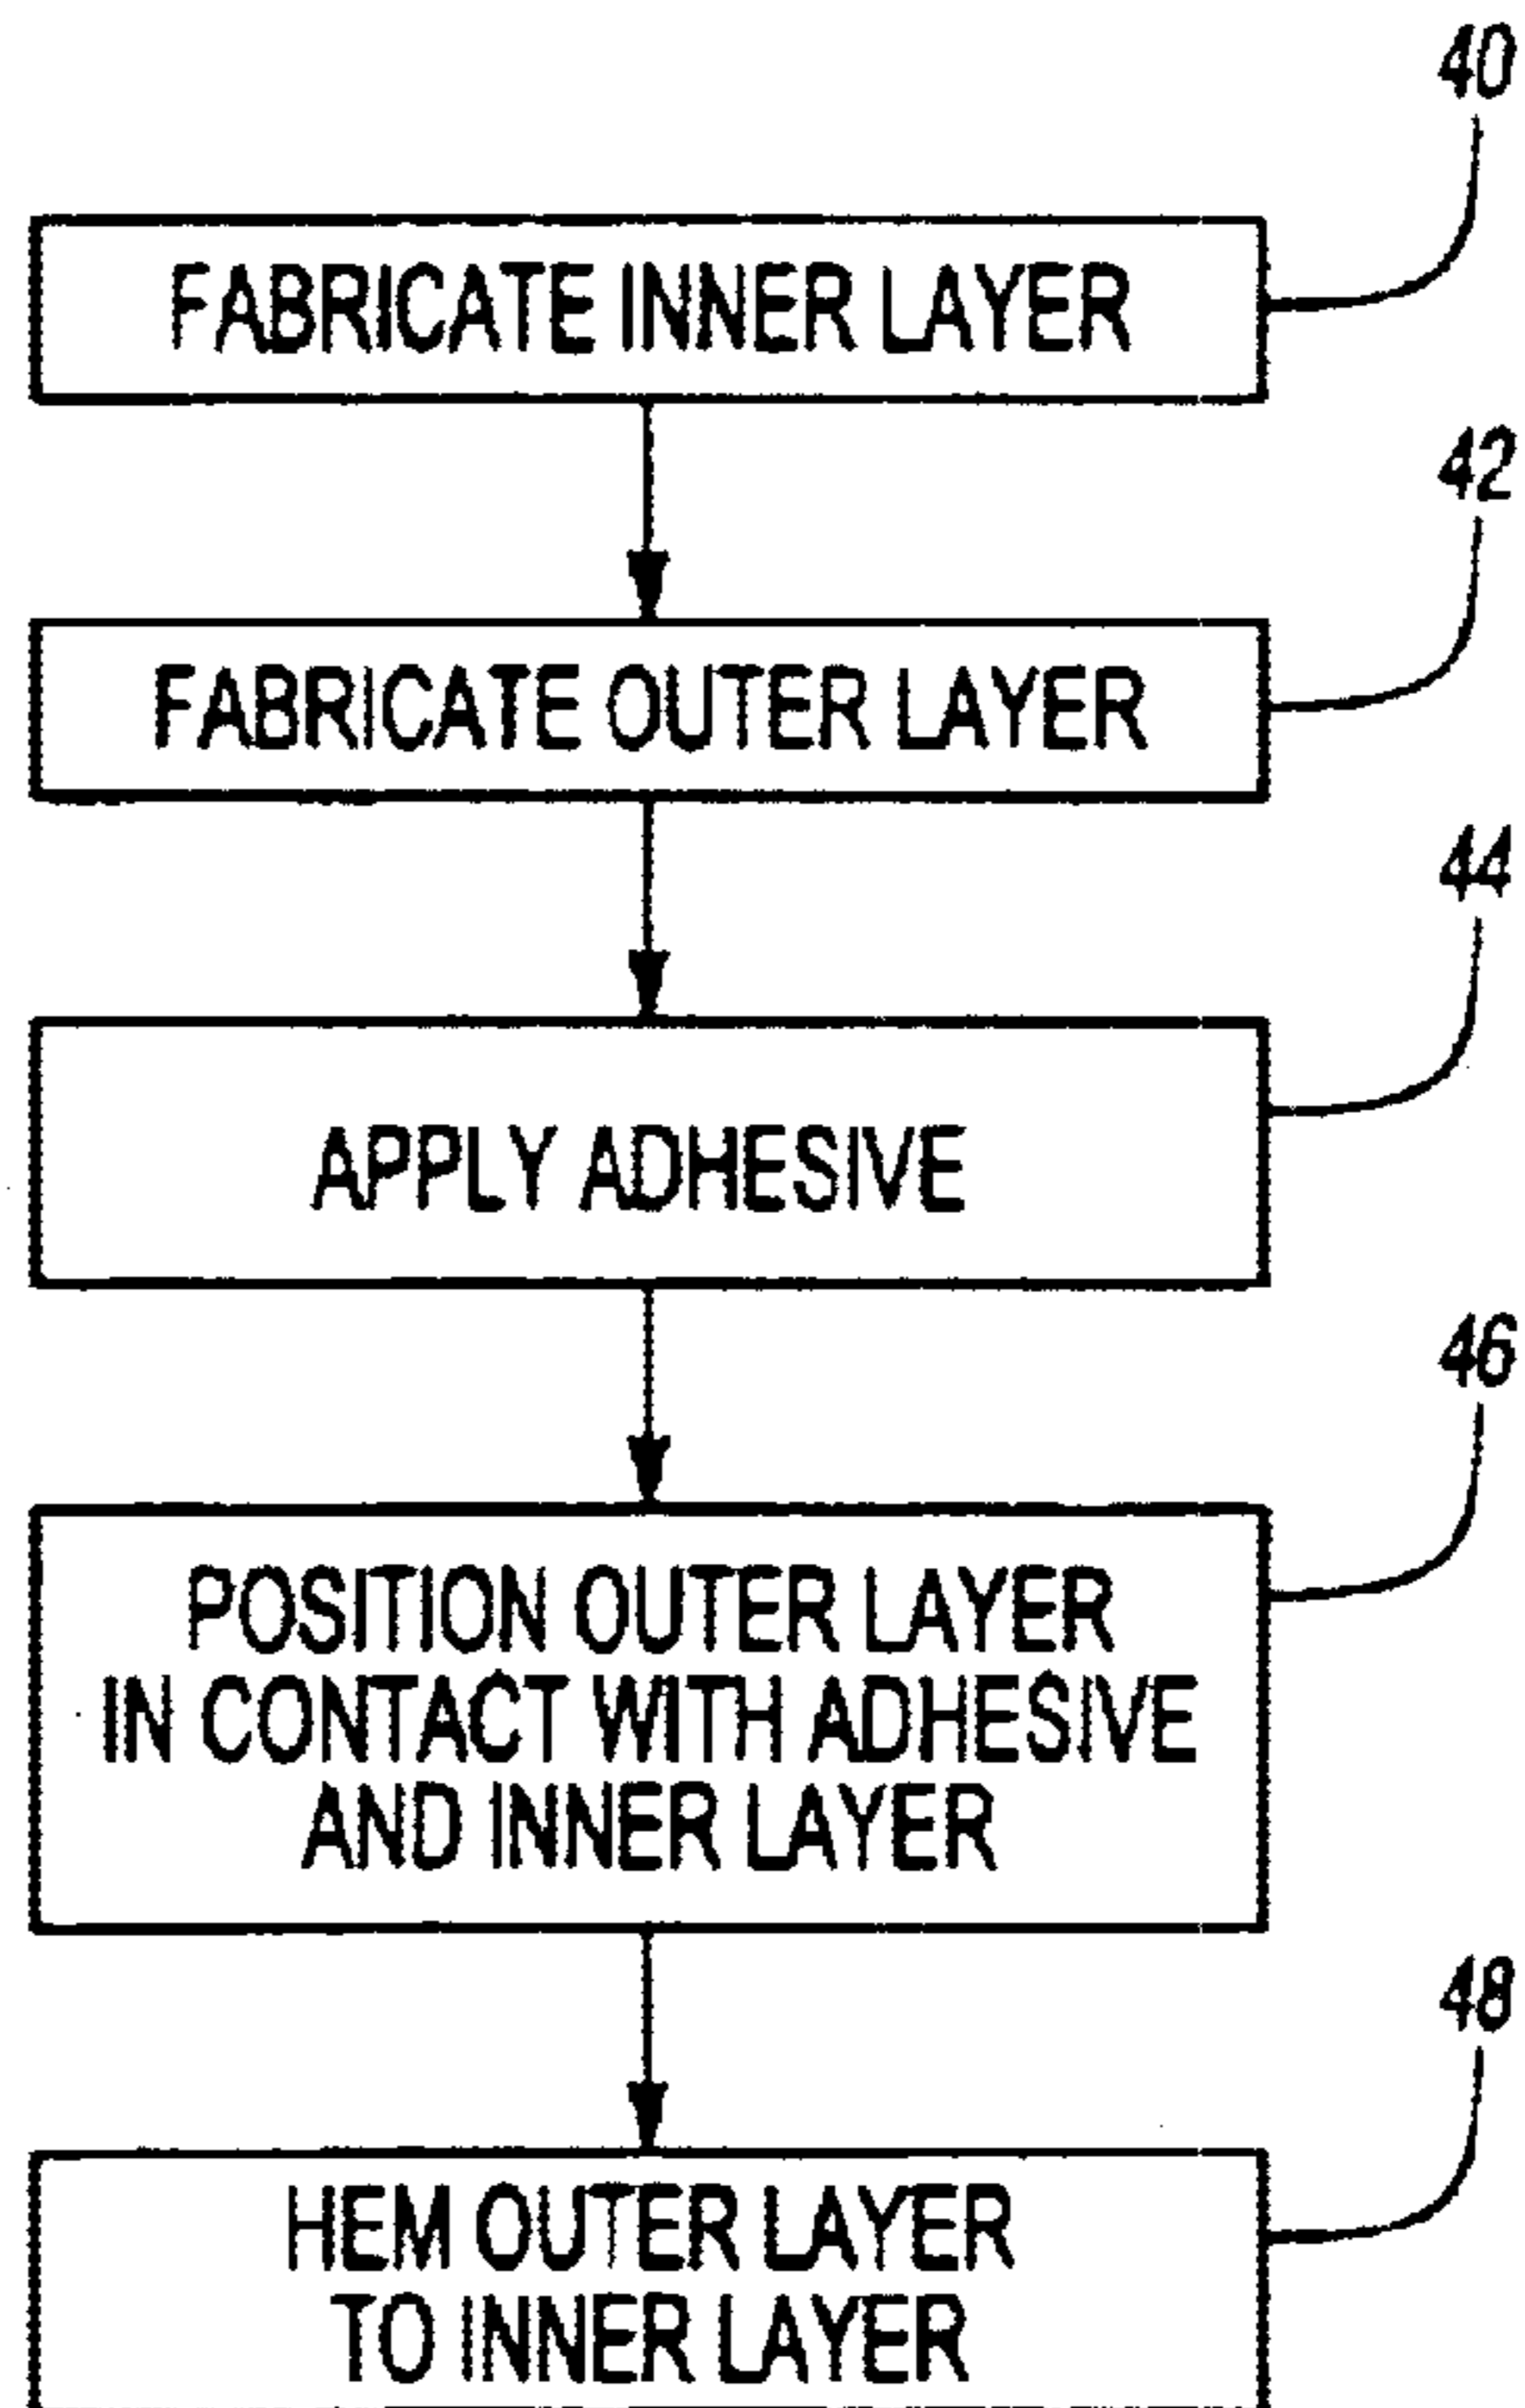 40
FABRICATE INNER LAYER
42
FABRICATE OUTER LAYER
44
APPLY ADHESIVE
46
POSITION OUTER LAYER
IN CONTACT WITH ADHESIVE
AND INNER LAYER
48
HEM OUTER LAYER
TO INNER LAYER